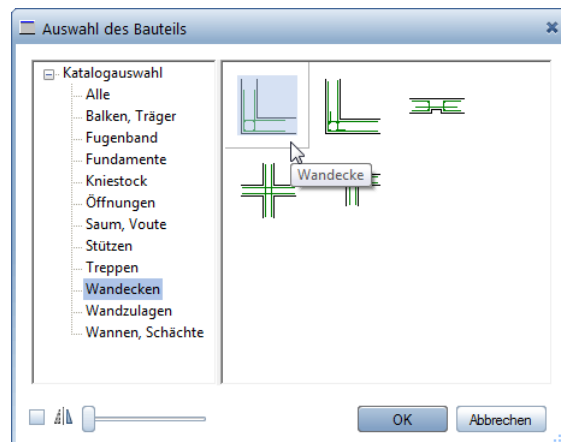 Auswahl des Bauteils
Katalogauswahl
Alle
Balken, Träger
Fugenband
Fundamente
Kniestock
Öffnungen
Saum, Voute
Stützen
Treppen
Wandecken
Wandzulagen
Wannen, Schächte
Wandecke
OK
Abbrechen